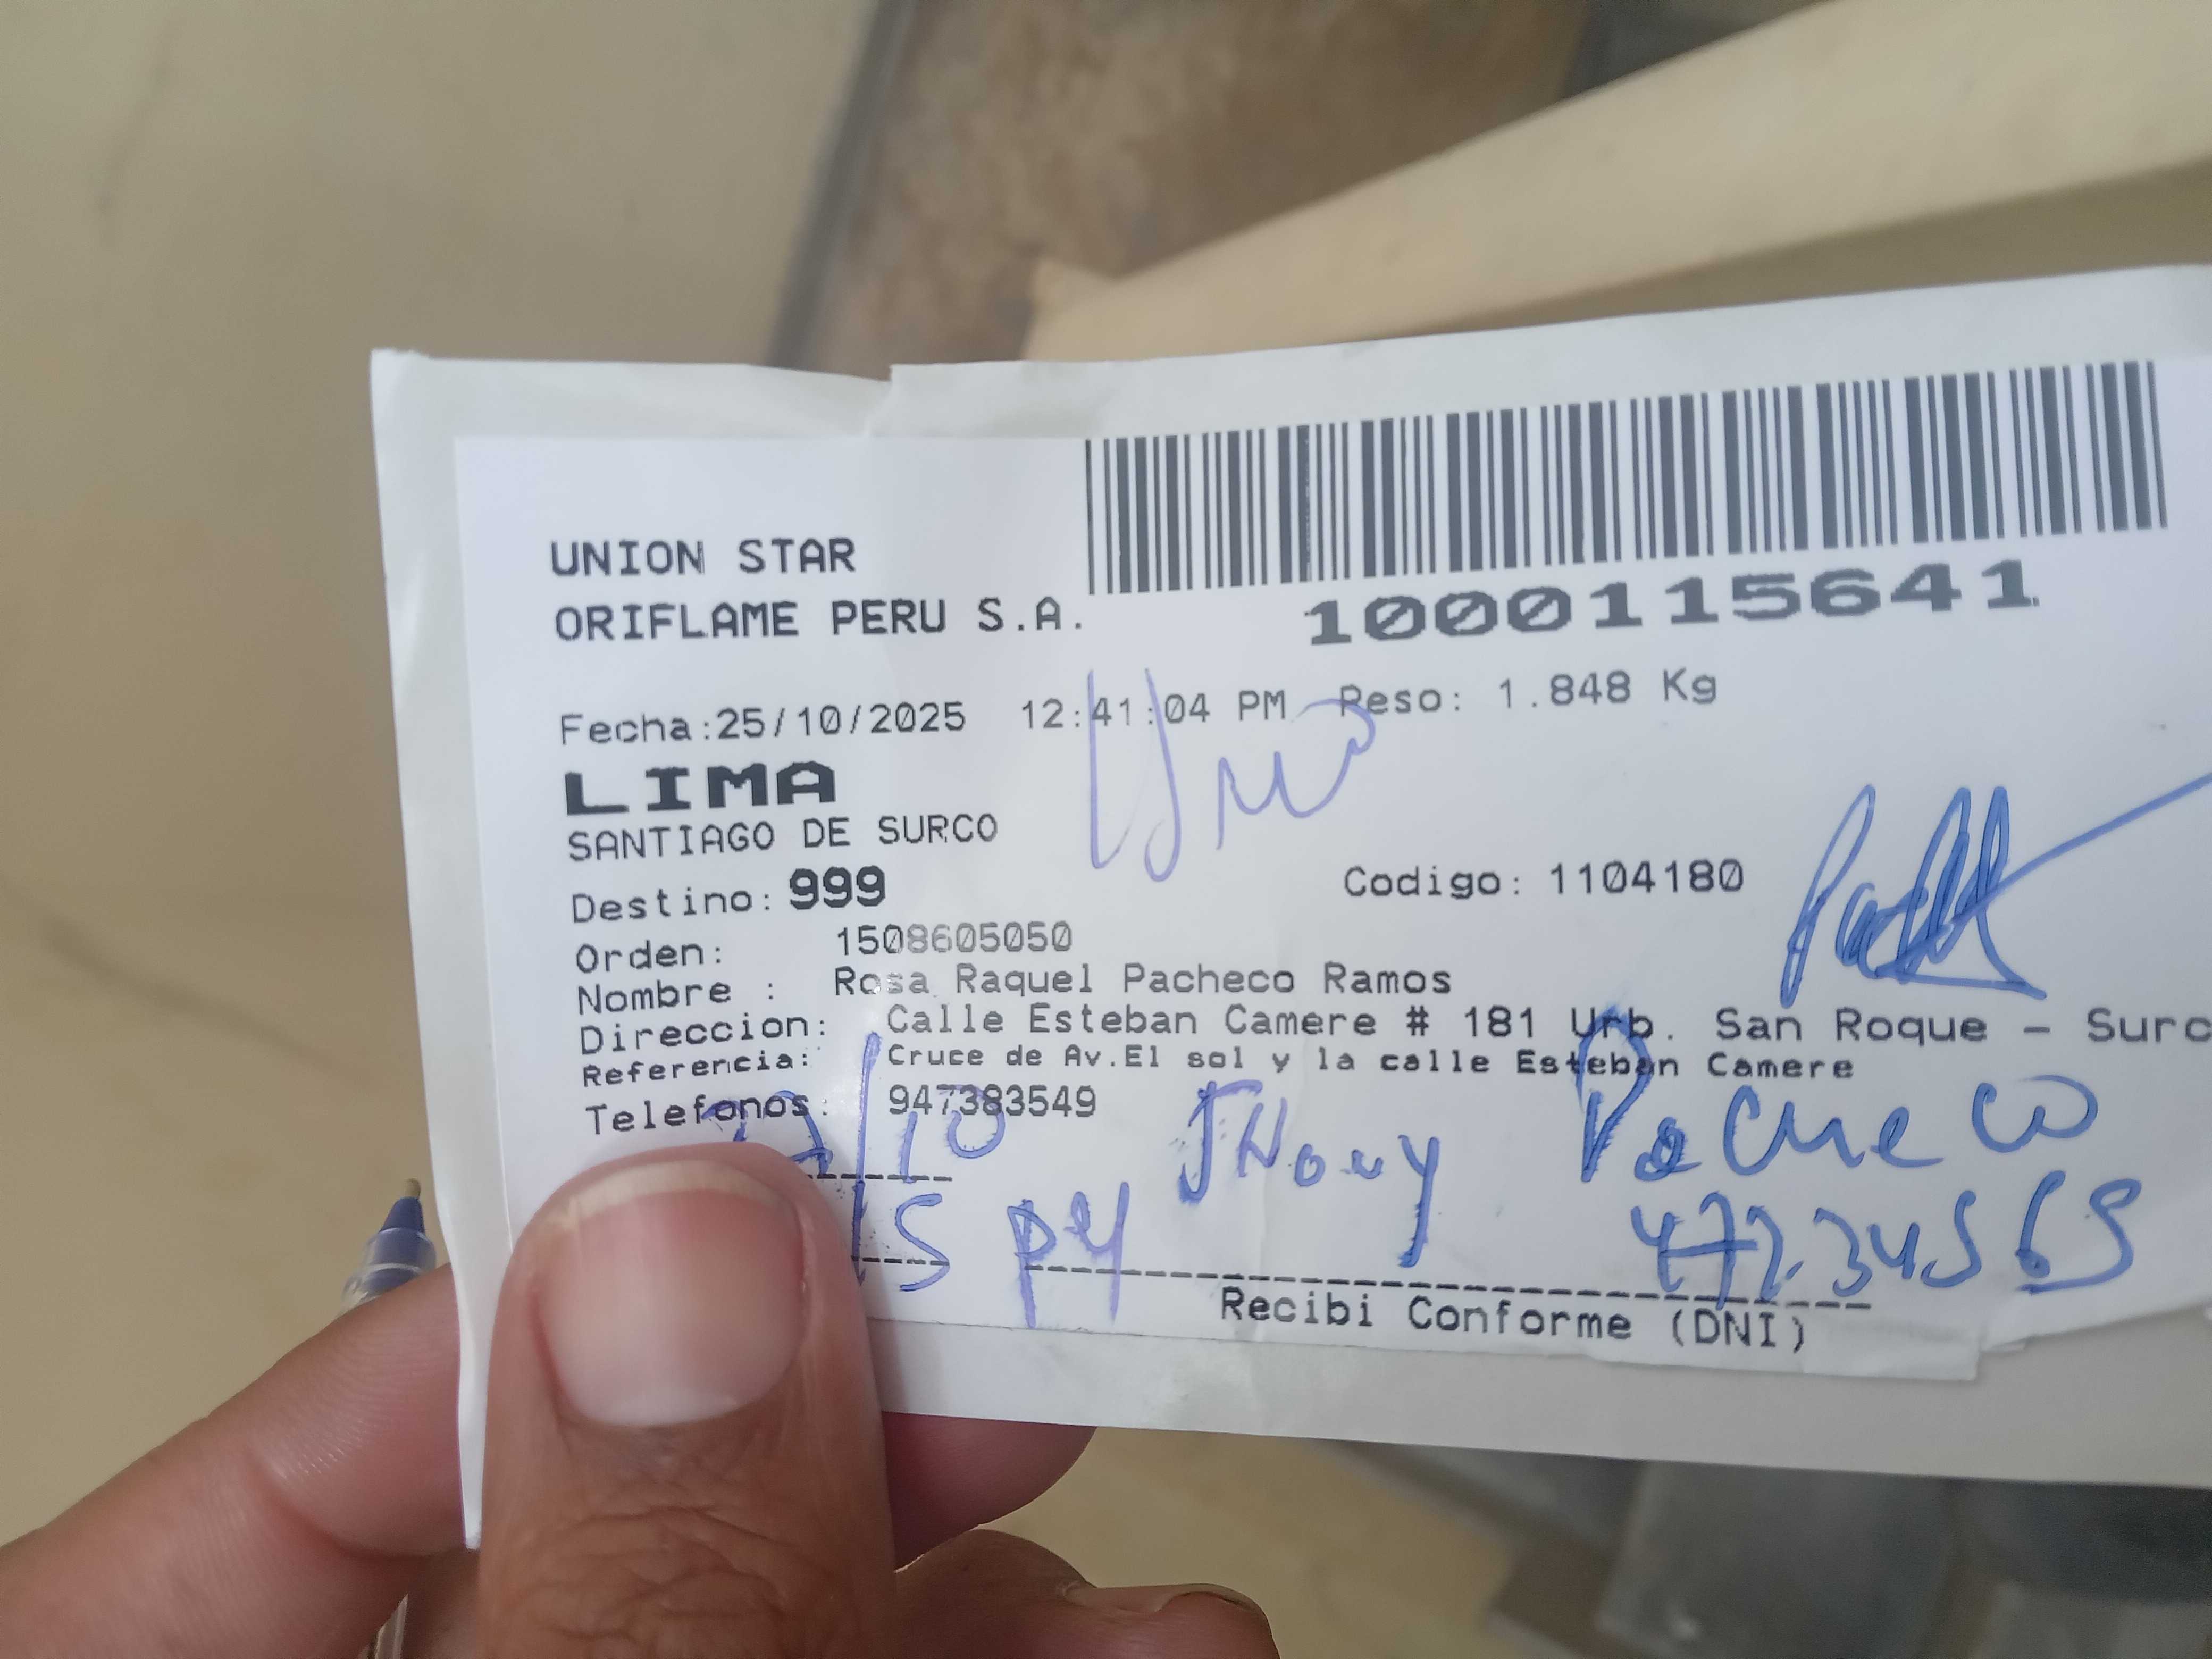 UNION STAR
ORIFLAME PERU S.A.
1000115641
Fecha:25/10/2025 12:41:04 PM Peso: 1.848 Kg
LIMA
SANTIAGO DE SURCO
Destino: 999
Codigo: 1104180
Orden: 1508605050
Nombre : Rosa Raquel Pacheco Ramos
Direccion: Calle Esteban Camere # 181 Urb. San Roque - Surc
Referencia: Cruce de Av.El sol y la calle Esteban Camere
Telefonos: 947383549
/10
Pacheco
Recibi Conforme (DNI)